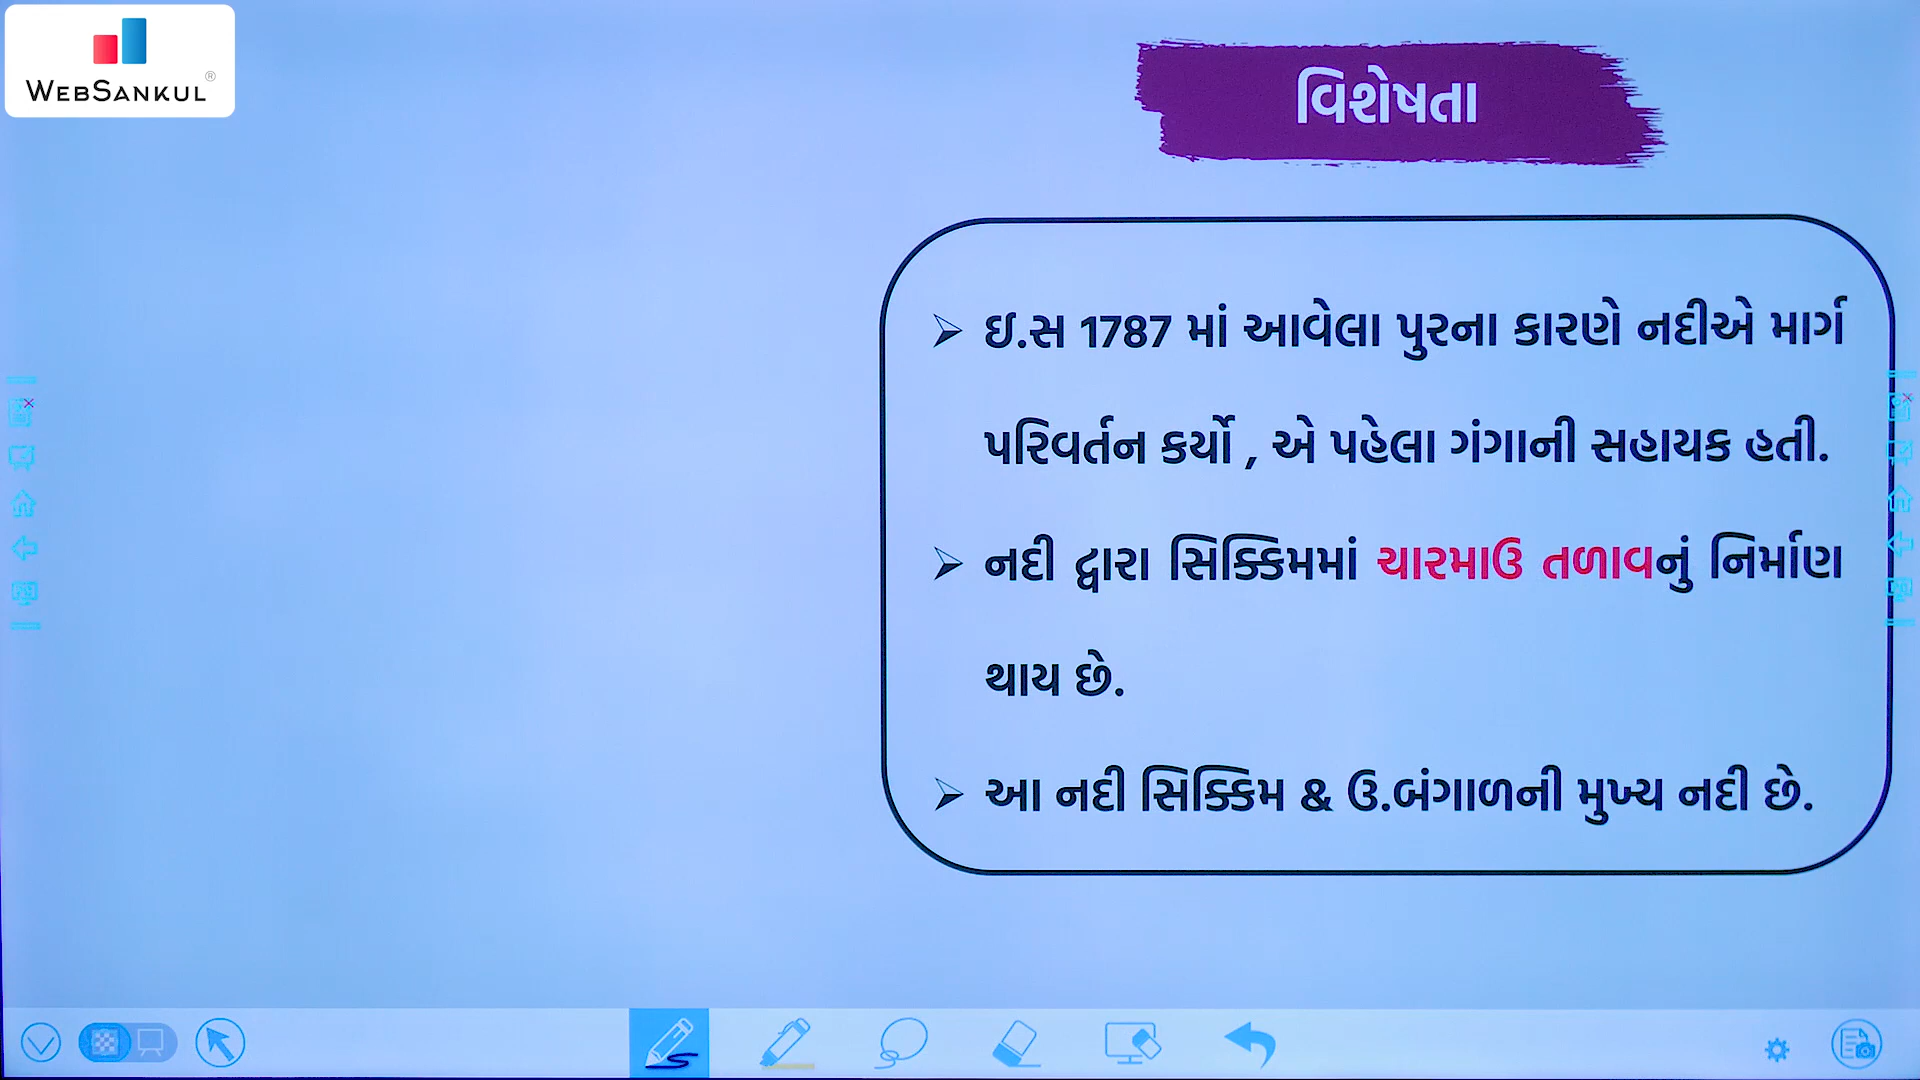 WEBSANKUL®
વિશેષતા
➢ ઇ.સ 1787 માં આવેલા પુરના કારણે નદીએ માર્ગ
પરિવર્તન કર્યો , એ પહેલા ગંગાની સહાયક હતી.
➢ નદી દ્વારા સિક્કિમમાં ચારમાઉ તળાવનું નિર્માણ
થાય છે.
➢ આ નદી સિક્કિમ & ઉ.બંગાળની મુખ્ય નદી છે.